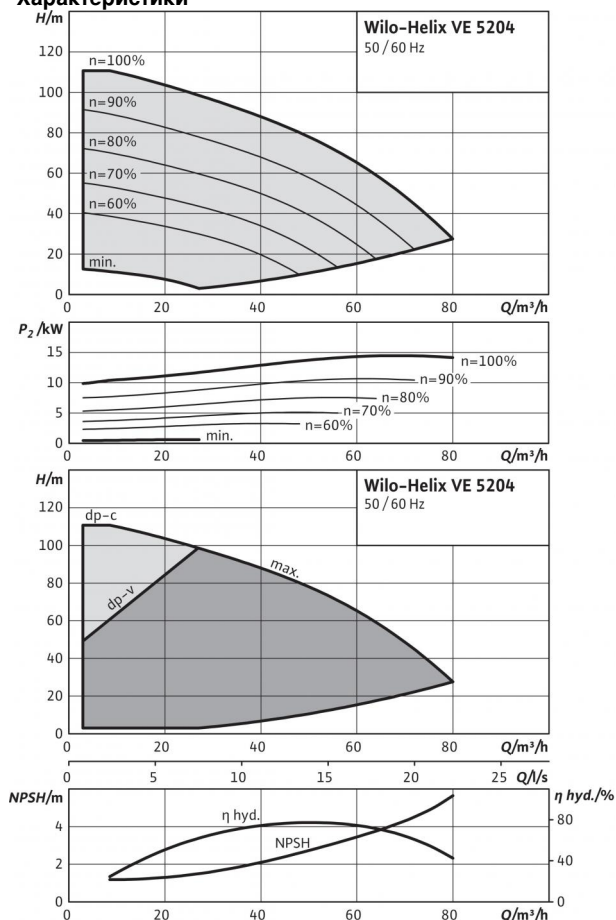 Характеристики
H/m
Wilo-Helix VE 5204
50 / 60 Hz
120
n=100%
100
n=90%
80
n=80%
60
n=70%
n=60%
40
20
min.
0
0 20 40 60 80 Q/m³/h
P₂ /kW
15
n=100%
10
n=90%
n=80%
5
n=70%
n=60%
min.
0
0 20 40 60 80 Q/m³/h
H/m
Wilo-Helix VE 5204
50 / 60 Hz
120
dp-c
100
max.
80
dp-v
60
40
20
0
0 20 40 60 80 Q/m³/h
0 5 10 15 20 25 Q/l/s
NPSH/m
η hyd./%
η hyd.
80
4
NPSH
2
40
0
0
0 20 40 60 80 Q/m³/h